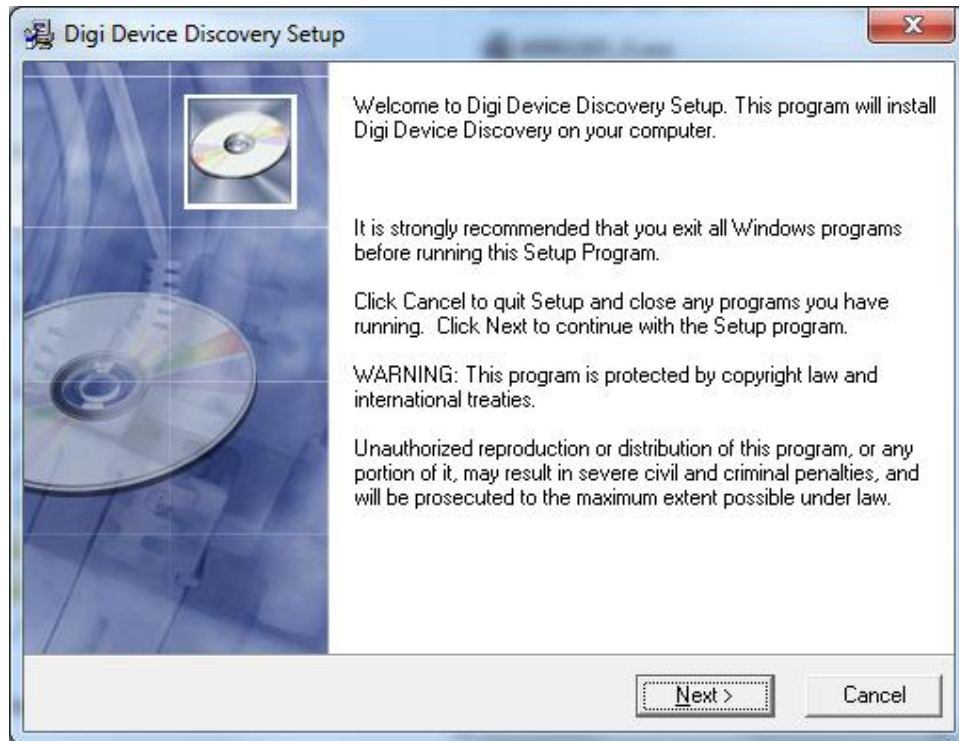 Digi Device Discovery Setup
Welcome to Digi Device Discovery Setup. This program will install
Digi Device Discovery on your computer.
It is strongly recommended that you exit all Windows programs
before running this Setup Program.
Click Cancel to quit Setup and close any programs you have
running.  Click Next to continue with the Setup program.
WARNING: This program is protected by copyright law and
international treaties.
Unauthorized reproduction or distribution of this program, or any
portion of it, may result in severe civil and criminal penalties, and
will be prosecuted to the maximum extent possible under law.
Next >
Cancel